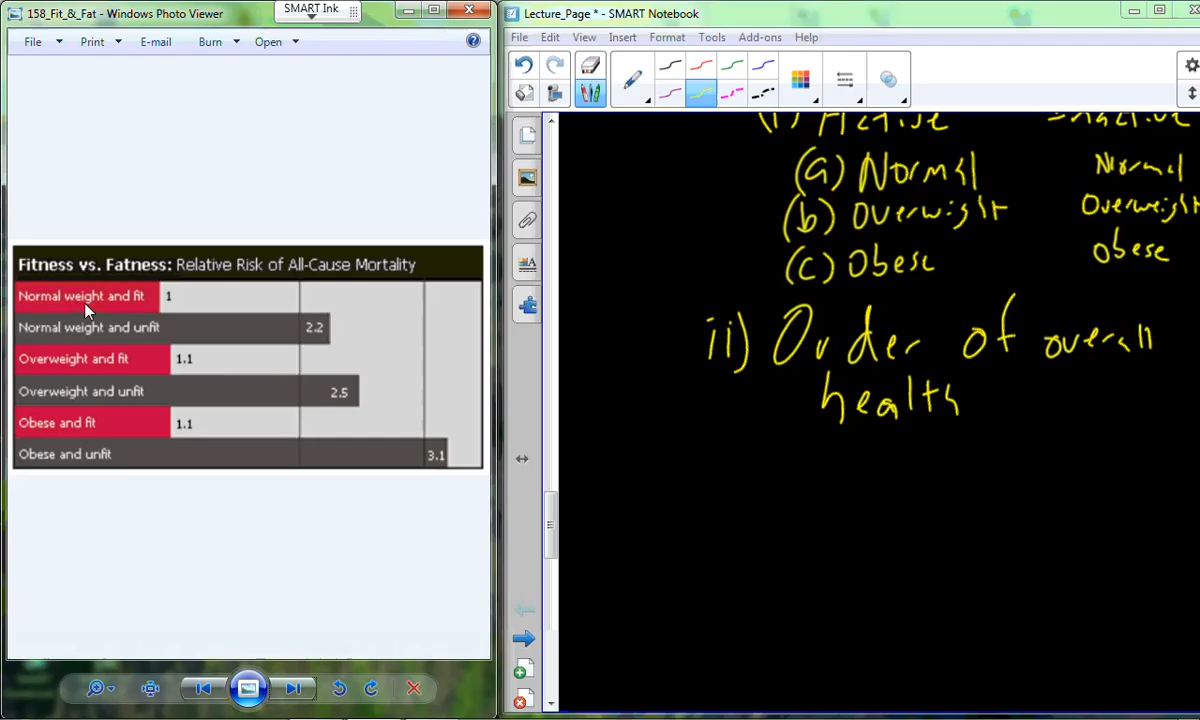 158_Fit_&_Fat - Windows Photo Viewer
SMART Ink
File Print E-mail Burn Open
Fitness vs. Fatness: Relative Risk of All-Cause Mortality
Normal weight and fit 1
Normal weight and unfit 2.2
Overweight and fit 1.1
Overweight and unfit 2.5
Obese and fit 1.1
Obese and unfit 3.1
Lecture_Page * - SMART Notebook
File Edit View Insert Format Tools Add-ons Help
(i) Active Inactive
(a) Normal Normal
(b) Overwight Overweight
(c) Obese Obese
ii) Order of overall
health